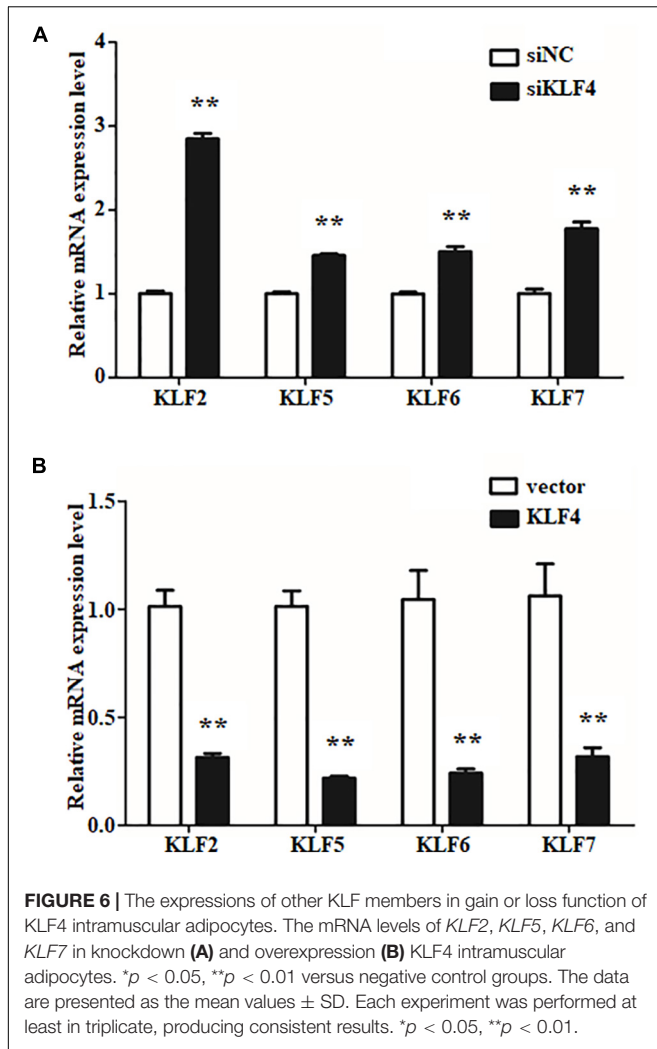 A
Relative mRNA expression level
4
3
2
1
0
siNC
siKLF4
**
**
**
**
KLF2 KLF5 KLF6 KLF7
B
Relative mRNA expression level
1.5
1.0
0.5
0.0
vector
KLF4
**
**
**
**
KLF2 KLF5 KLF6 KLF7
FIGURE 6 | The expressions of other KLF members in gain or loss function of
KLF4 intramuscular adipocytes. The mRNA levels of KLF2, KLF5, KLF6, and
KLF7 in knockdown (A) and overexpression (B) KLF4 intramuscular
adipocytes. *p < 0.05, **p < 0.01 versus negative control groups. The data
are presented as the mean values ± SD. Each experiment was performed at
least in triplicate, producing consistent results. *p < 0.05, **p < 0.01.